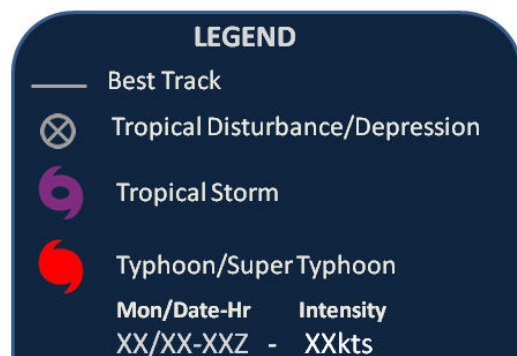 LEGEND
Best Track
Tropical Disturbance/Depression
Tropical Storm
Typhoon/Super Typhoon
Mon/Date-Hr Intensity
XX/XX-XXZ - XXkts